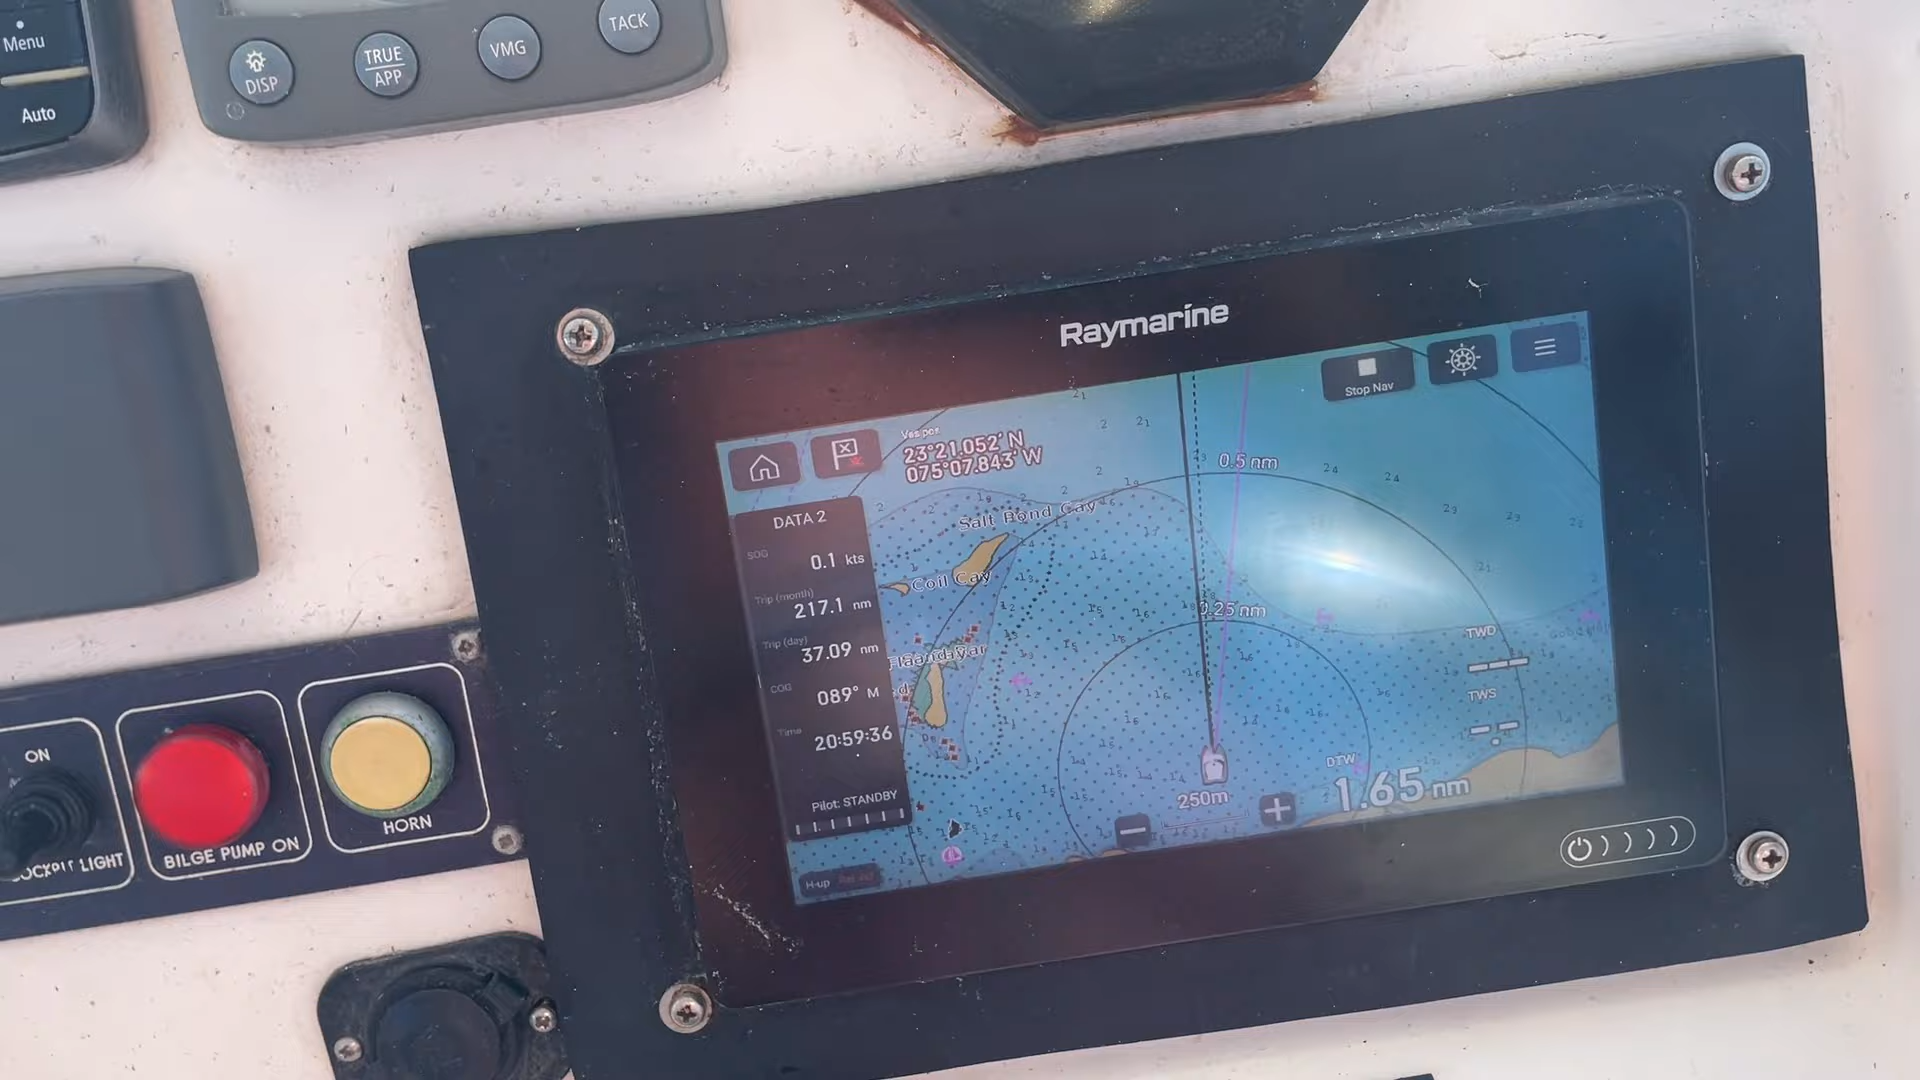 Menu
Auto
DISP
TRUE
APP
VMG
TACK
Raymarine
Stop Nav
Ves pos
23°21.052' N
075°07.843' W
DATA 2
SOG
0.1 kts
Trip (month)
217.1 nm
Trip (day)
37.09 nm
COG
089° M
Time
20:59:36
Pilot: STANDBY
H-up
Salt Pond Cay
Coil Cay
0.5 nm
0.25 nm
TWD
TWS
DTW
1.65 nm
250m
ON
COCKPIT LIGHT
BILGE PUMP ON
HORN